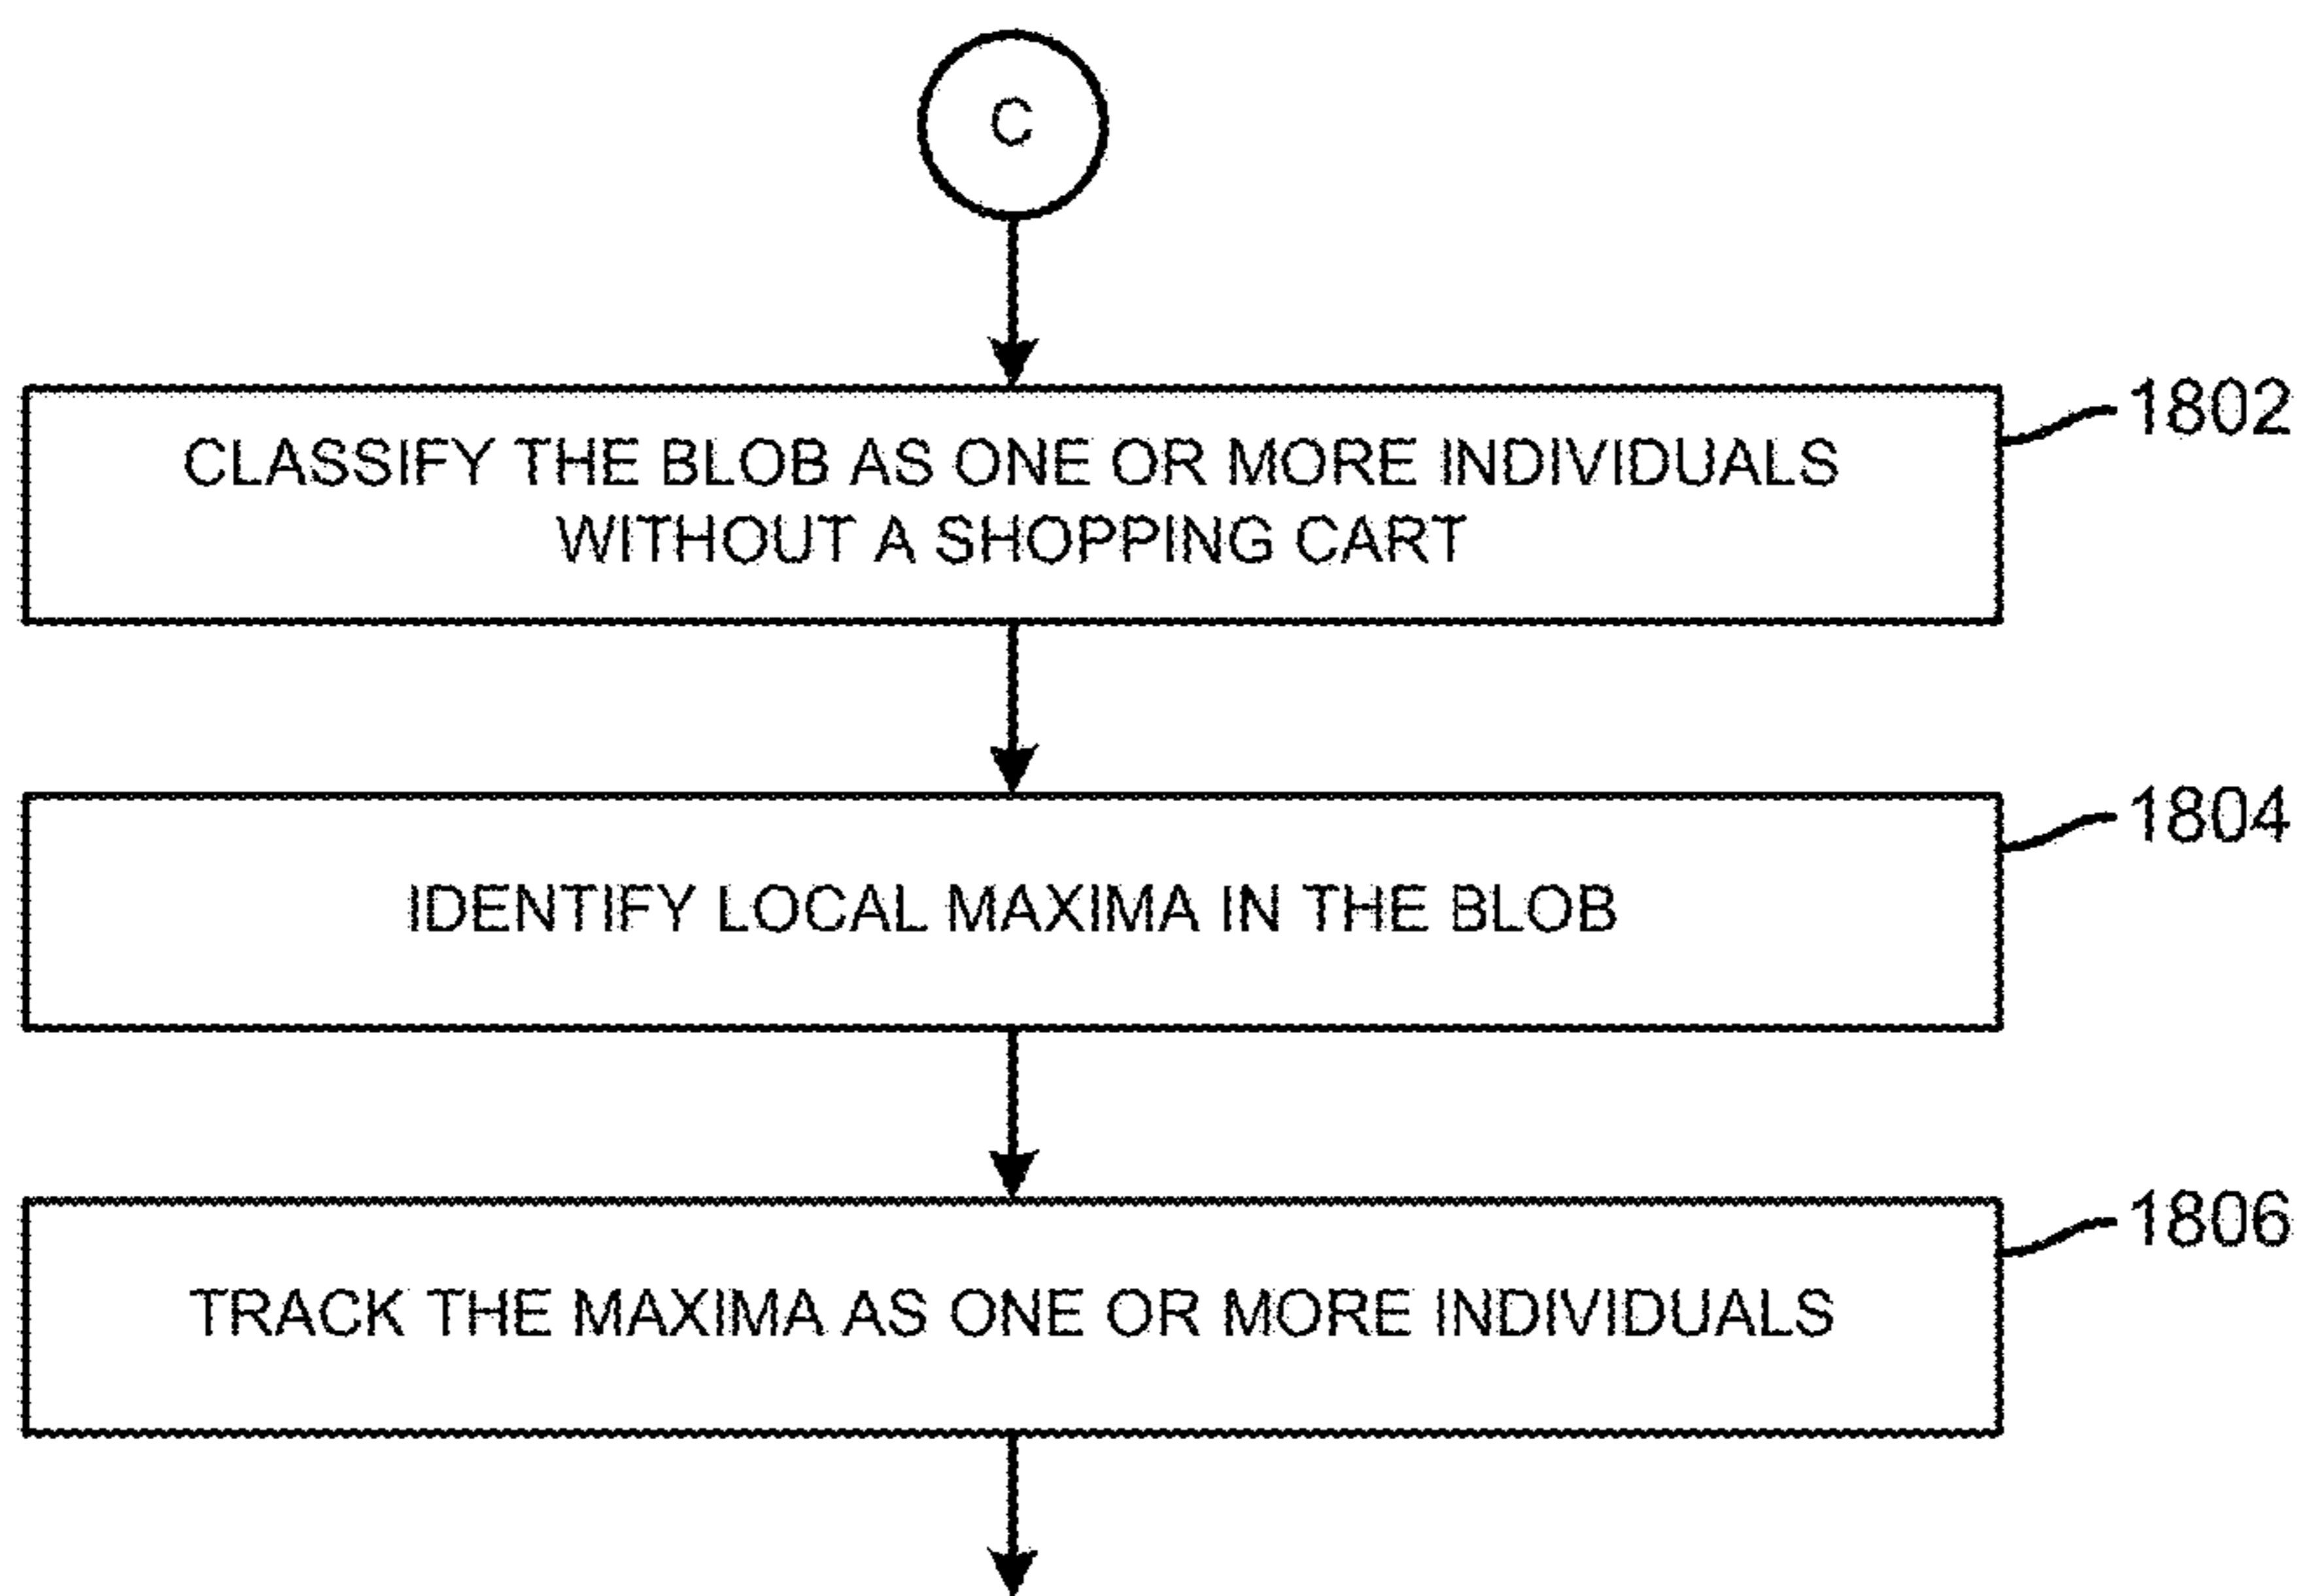 C
1802
CLASSIFY THE BLOB AS ONE OR MORE INDIVIDUALS
WITHOUT A SHOPPING CART
1804
IDENTIFY LOCAL MAXIMA IN THE BLOB
1806
TRACK THE MAXIMA AS ONE OR MORE INDIVIDUALS